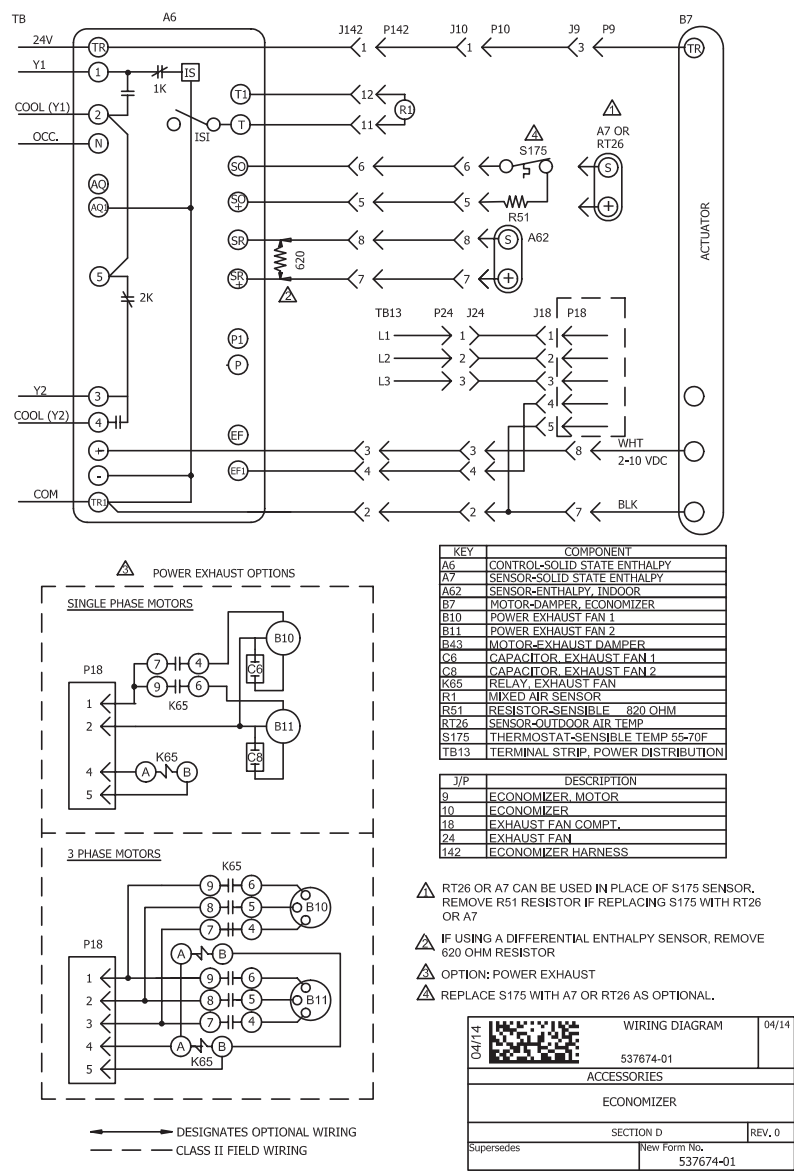 TB
A6
J142 P142 J10 P10 J9 P9
B7
24V TR 1 1 3 TR
Y1 1 1K IS
T1 12
R1
COOL (Y1) 2 ISI T 11
A7 OR
RT26
4
S175
1
OCC. N
SO 6 6 S
AQ
AQ1
SO+ 5 5 R51 +
SR 8 8 S A62
620
ACTUATOR
5 SR+ 7 7 +
2
2K
TB13 P24 J24 J18 P18
P1 L1 1 1
P L2 2 2
L3 3 3
Y2 3 4
COOL (Y2) 4 EF 5
+ 3 3 8 WHT
2-10 VDC
- EF1 4 4
COM TR1 2 2 7 BLK
3 POWER EXHAUST OPTIONS
SINGLE PHASE MOTORS
B10
7 4
C6
P18
9 6
K65
1
2
B11
K65
C8
4 A B
5
3 PHASE MOTORS
K65
9 6
8 5 B10
7 4
P18
A B
1 9 6
2 8 5 B11
3 7 4
4 A B
K65
5
DESIGNATES OPTIONAL WIRING
CLASS II FIELD WIRING
KEY COMPONENT
A6 CONTROL-SOLID STATE ENTHALPY
A7 SENSOR-SOLID STATE ENTHALPY
A62 SENSOR-ENTHALPY, INDOOR
B7 MOTOR-DAMPER, ECONOMIZER
B10 POWER EXHAUST FAN 1
B11 POWER EXHAUST FAN 2
B43 MOTOR-EXHAUST DAMPER
C6 CAPACITOR, EXHAUST FAN 1
C8 CAPACITOR, EXHAUST FAN 2
K65 RELAY, EXHAUST FAN
R1 MIXED AIR SENSOR
R51 RESISTOR-SENSIBLE 820 OHM
RT26 SENSOR-OUTDOOR AIR TEMP
S175 THERMOSTAT-SENSIBLE TEMP 55-70F
TB13 TERMINAL STRIP, POWER DISTRIBUTION
J/P DESCRIPTION
9 ECONOMIZER, MOTOR
10 ECONOMIZER
18 EXHAUST FAN COMPT.
24 EXHAUST FAN
142 ECONOMIZER HARNESS
1 RT26 OR A7 CAN BE USED IN PLACE OF S175 SENSOR.
REMOVE R51 RESISTOR IF REPLACING S175 WITH RT26
OR A7
2 IF USING A DIFFERENTIAL ENTHALPY SENSOR, REMOVE
620 OHM RESISTOR
3 OPTION: POWER EXHAUST
4 REPLACE S175 WITH A7 OR RT26 AS OPTIONAL.
04/14 WIRING DIAGRAM 04/14
537674-01
ACCESSORIES
ECONOMIZER
SECTION D REV. 0
Supersedes New Form No.
537674-01